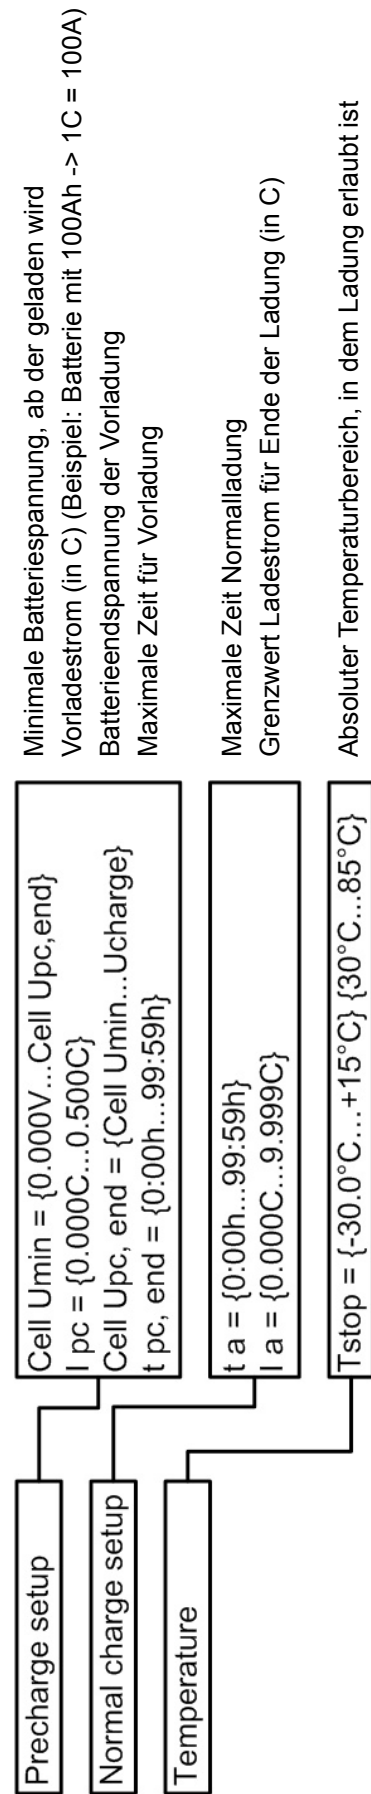 Precharge setup
Normal charge setup
Temperature
Cell Umin = {0.000V...Cell Upc,end}
I pc = {0.000C...0.500C}
Cell Upc, end = {Cell Umin...Ucharge}
t pc, end = {0:00h...99:59h}
t a = {0:00h...99:59h}
I a = {0.000C...9.999C}
Tstop = {-30.0°C...+15°C} {30°C...85°C}
Minimale Batteriespannung, ab der geladen wird
Vorladestrom (in C) (Beispiel: Batterie mit 100Ah -> 1C = 100A)
Batterieendspannung der Vorladung
Maximale Zeit für Vorladung
Maximale Zeit Normalladung
Grenzwert Ladestrom für Ende der Ladung (in C)
Absoluter Temperaturbereich, in dem Ladung erlaubt ist